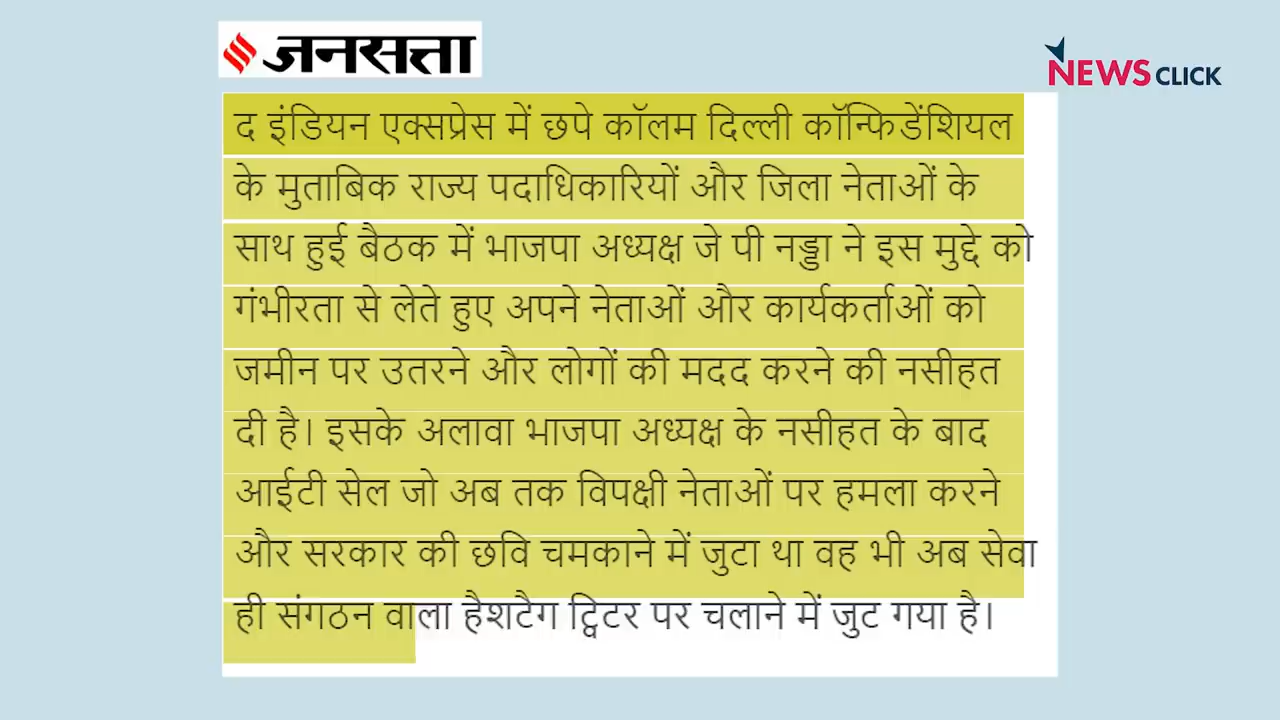 जनसत्ता
NEWS CLICK
द इंडियन एक्सप्रेस में छपे कॉलम दिल्ली कॉन्फिडेंशियल
के मुताबिक राज्य पदाधिकारियों और जिला नेताओं के
साथ हुई बैठक में भाजपा अध्यक्ष जे पी नड्डा ने इस मुद्दे को
गंभीरता से लेते हुए अपने नेताओं और कार्यकर्ताओं को
जमीन पर उतरने और लोगों की मदद करने की नसीहत
दी है। इसके अलावा भाजपा अध्यक्ष के नसीहत के बाद
आईटी सेल जो अब तक विपक्षी नेताओं पर हमला करने
और सरकार की छवि चमकाने में जुटा था वह भी अब सेवा
ही संगठन वाला हैशटैग ट्विटर पर चलाने में जुट गया है।